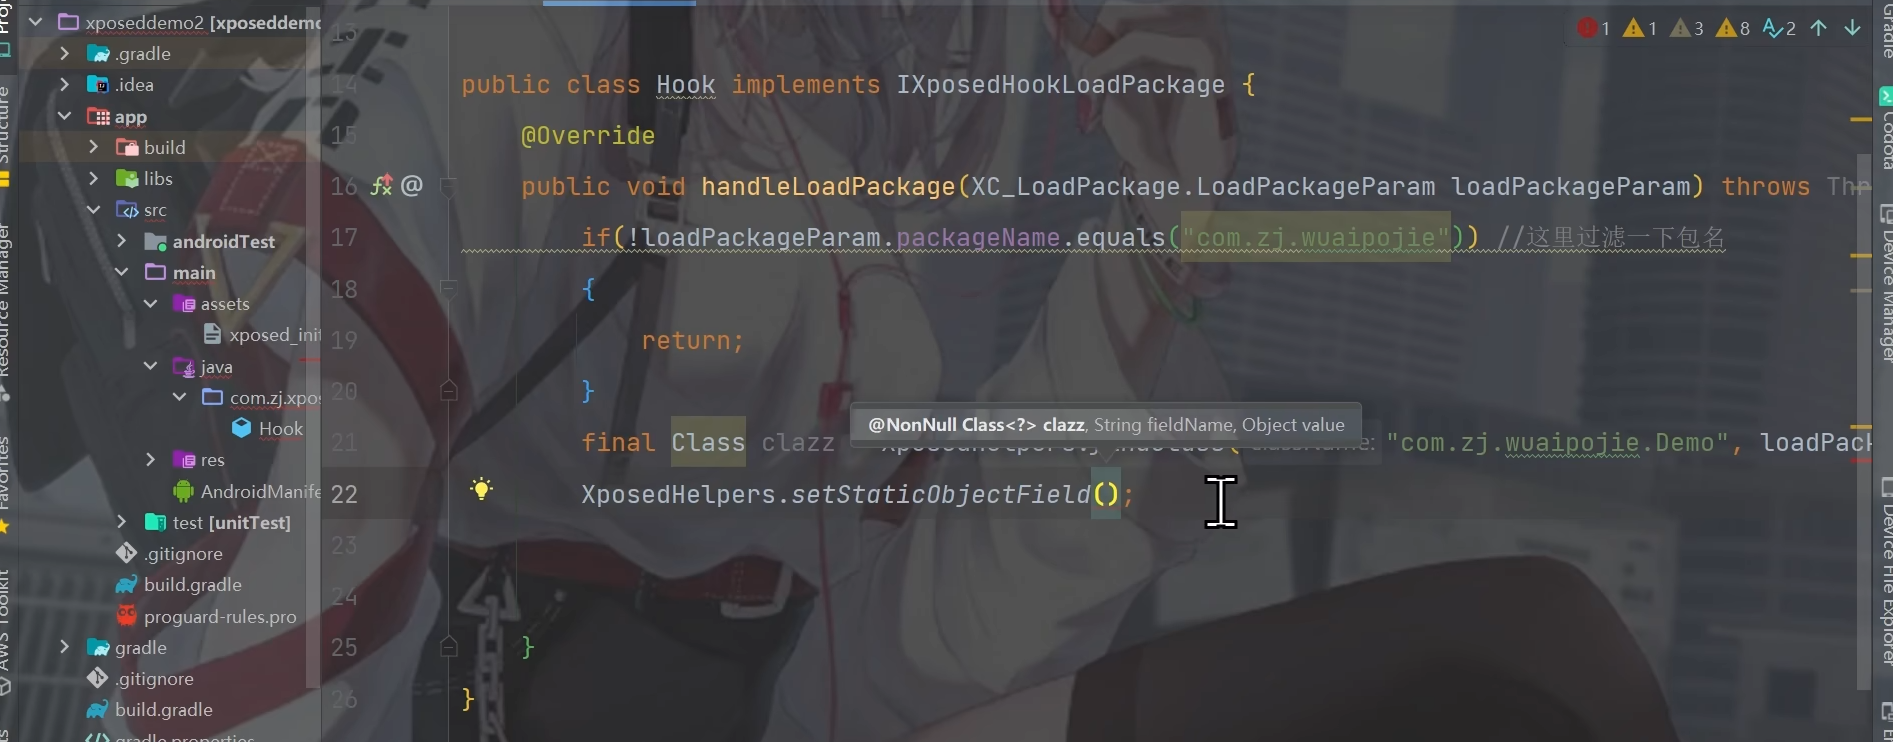 xposeddemo2 [xposeddemo
.gradle
.idea
app
build
libs
src
androidTest
main
assets
xposed_init
java
com.zj.xpos
Hook
res
AndroidManife
test [unitTest]
.gitignore
build.gradle
proguard-rules.pro
gradle
.gitignore
build.gradle
gradle.properties
Structure
Resource Manager
Favorites
AWS Toolkit
1 1 3 8 2
13
14 public class Hook implements IXposedHookLoadPackage {
15 @Override
16 public void handleLoadPackage(XC_LoadPackage.LoadPackageParam loadPackageParam) throws Thr
17 if(!loadPackageParam.packageName.equals("com.zj.wuaipojie")) //这里过滤一下包名
18 {
19 return;
20 }
@NonNull Class<?> clazz, String fieldName, Object value
21 final Class clazz XposedHelpers.findClass( className: "com.zj.wuaipojie.Demo", loadPack
22 XposedHelpers.setStaticObjectField();
23
24
25 }
26 }
Gradle
Codota
Device Manager
Device File Explorer